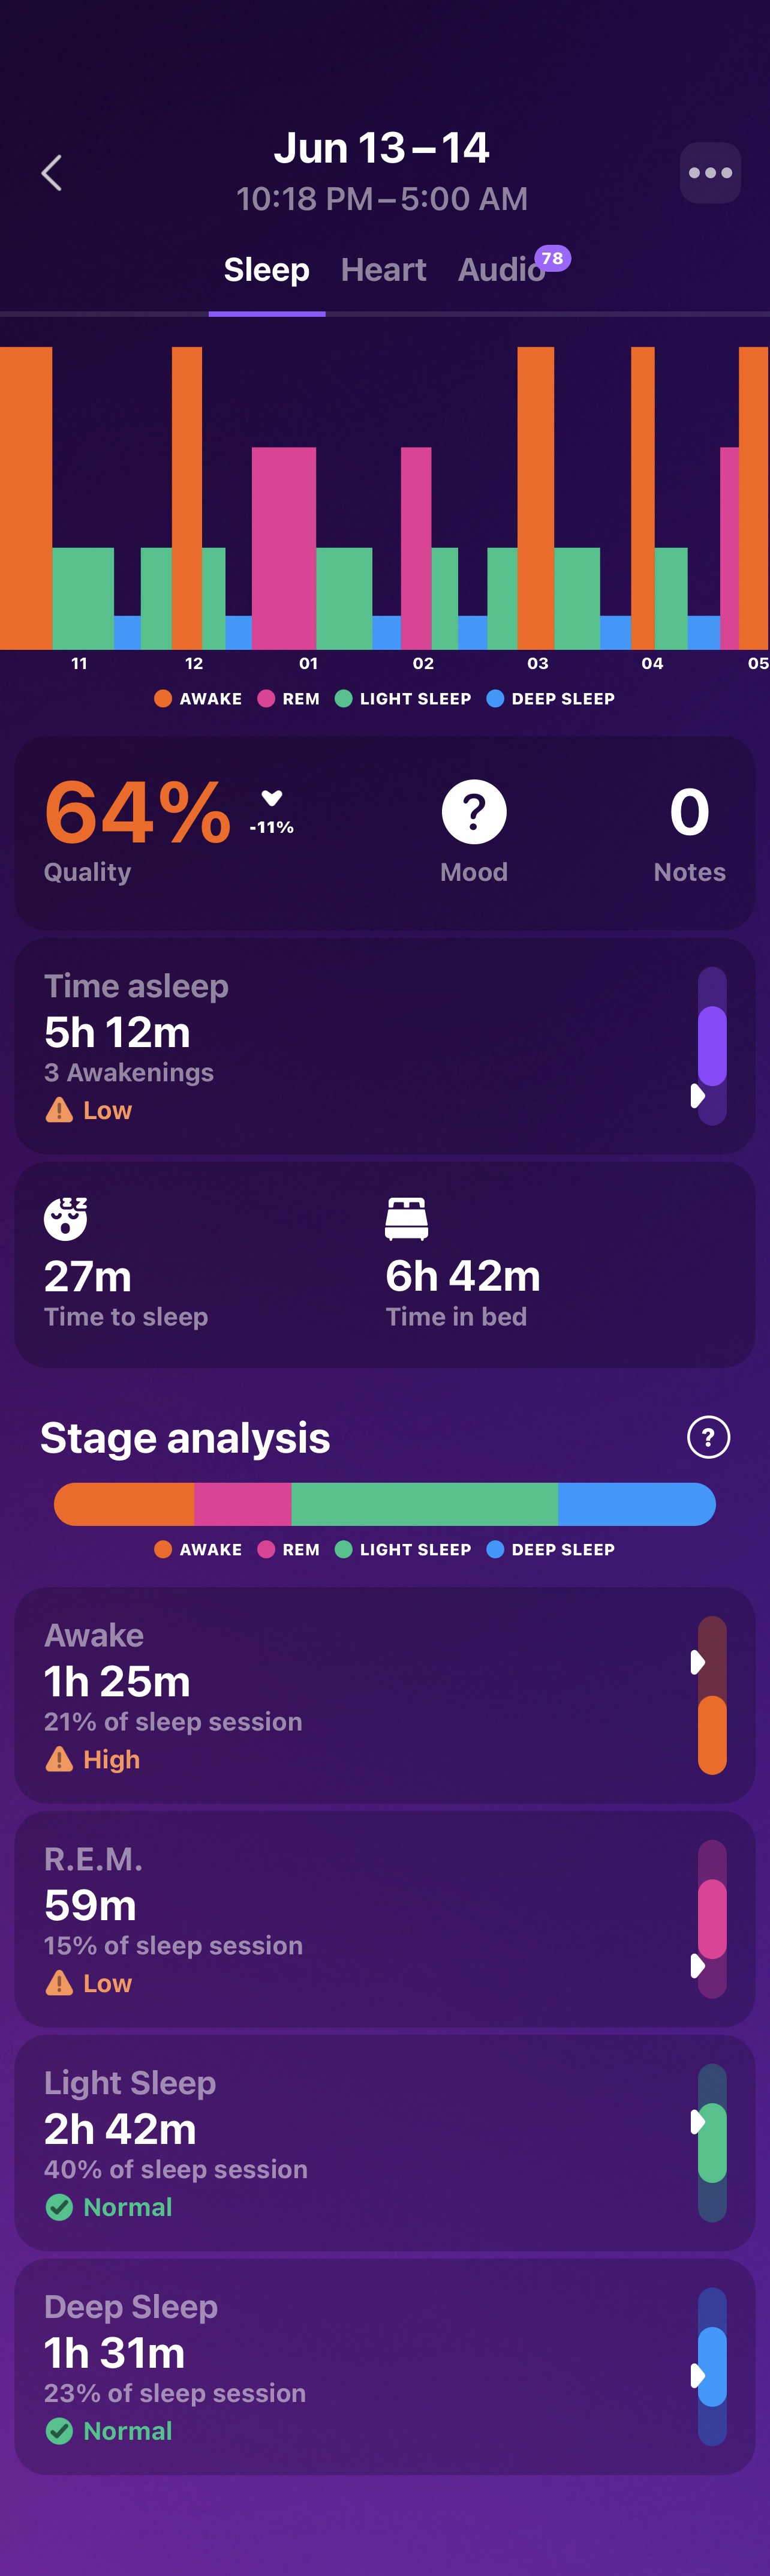 Jun 13–14
10:18 PM–5:00 AM
Sleep Heart Audio 78
11 12 01 02 03 04 05
AWAKE REM LIGHT SLEEP DEEP SLEEP
64% -11% ? 0
Quality Mood Notes
Time asleep
5h 12m
3 Awakenings
Low
27m 6h 42m
Time to sleep Time in bed
Stage analysis ?
AWAKE REM LIGHT SLEEP DEEP SLEEP
Awake
1h 25m
21% of sleep session
High
R.E.M.
59m
15% of sleep session
Low
Light Sleep
2h 42m
40% of sleep session
Normal
Deep Sleep
1h 31m
23% of sleep session
Normal